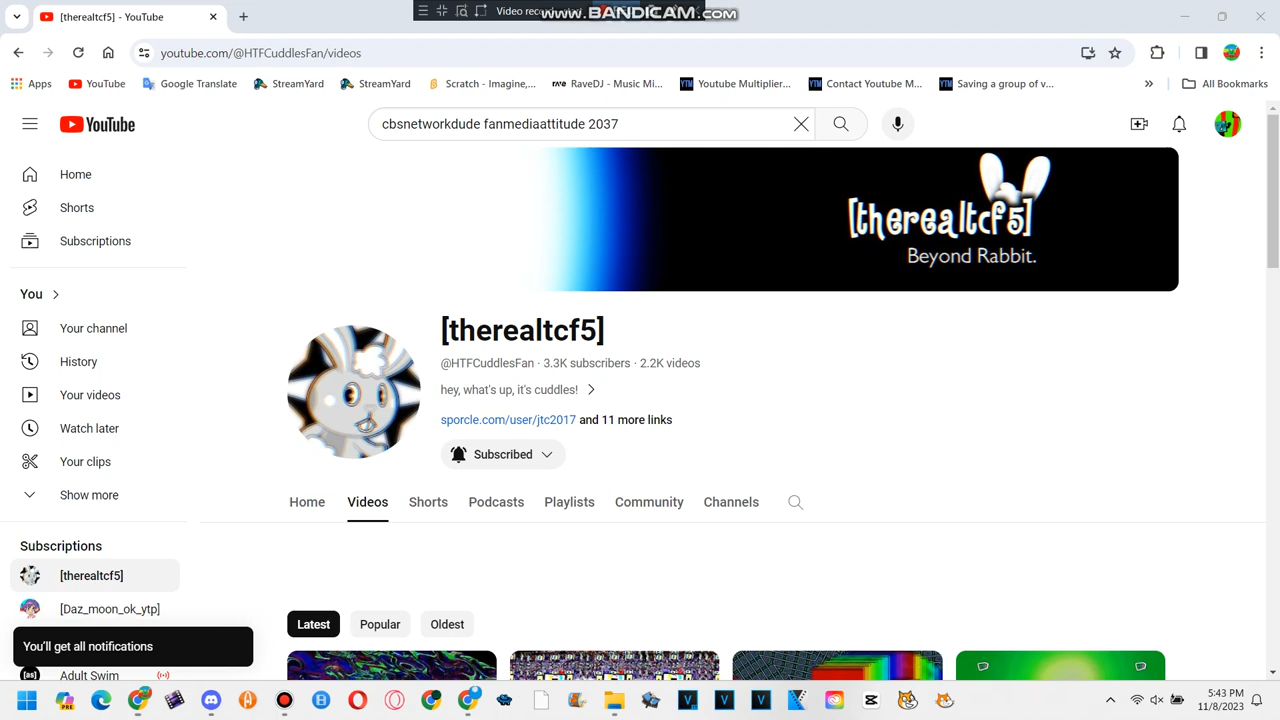 [therealtcf5] - YouTube
Video recording
www.BANDICAM.com
youtube.com/@HTFCuddlesFan/videos
Apps
YouTube
Google Translate
StreamYard
StreamYard
Scratch - Imagine,...
RaveDJ - Music Mi...
Youtube Multiplier...
Contact Youtube M...
Saving a group of v...
»
All Bookmarks
YouTube
cbsnetworkdude fanmediaattitude 2037
Home
Shorts
Subscriptions
You
Your channel
History
Your videos
Watch later
Your clips
Show more
Subscriptions
[therealtcf5]
[Daz_moon_ok_ytp]
You'll get all notifications
[as]
Adult Swim
[therealtcf5]
Beyond Rabbit.
[therealtcf5]
@HTFCuddlesFan · 3.3K subscribers · 2.2K videos
hey, what's up, it's cuddles!
sporcle.com/user/jtc2017 and 11 more links
Subscribed
Home
Videos
Shorts
Podcasts
Playlists
Community
Channels
Latest
Popular
Oldest
PRE
5:43 PM
11/8/2023